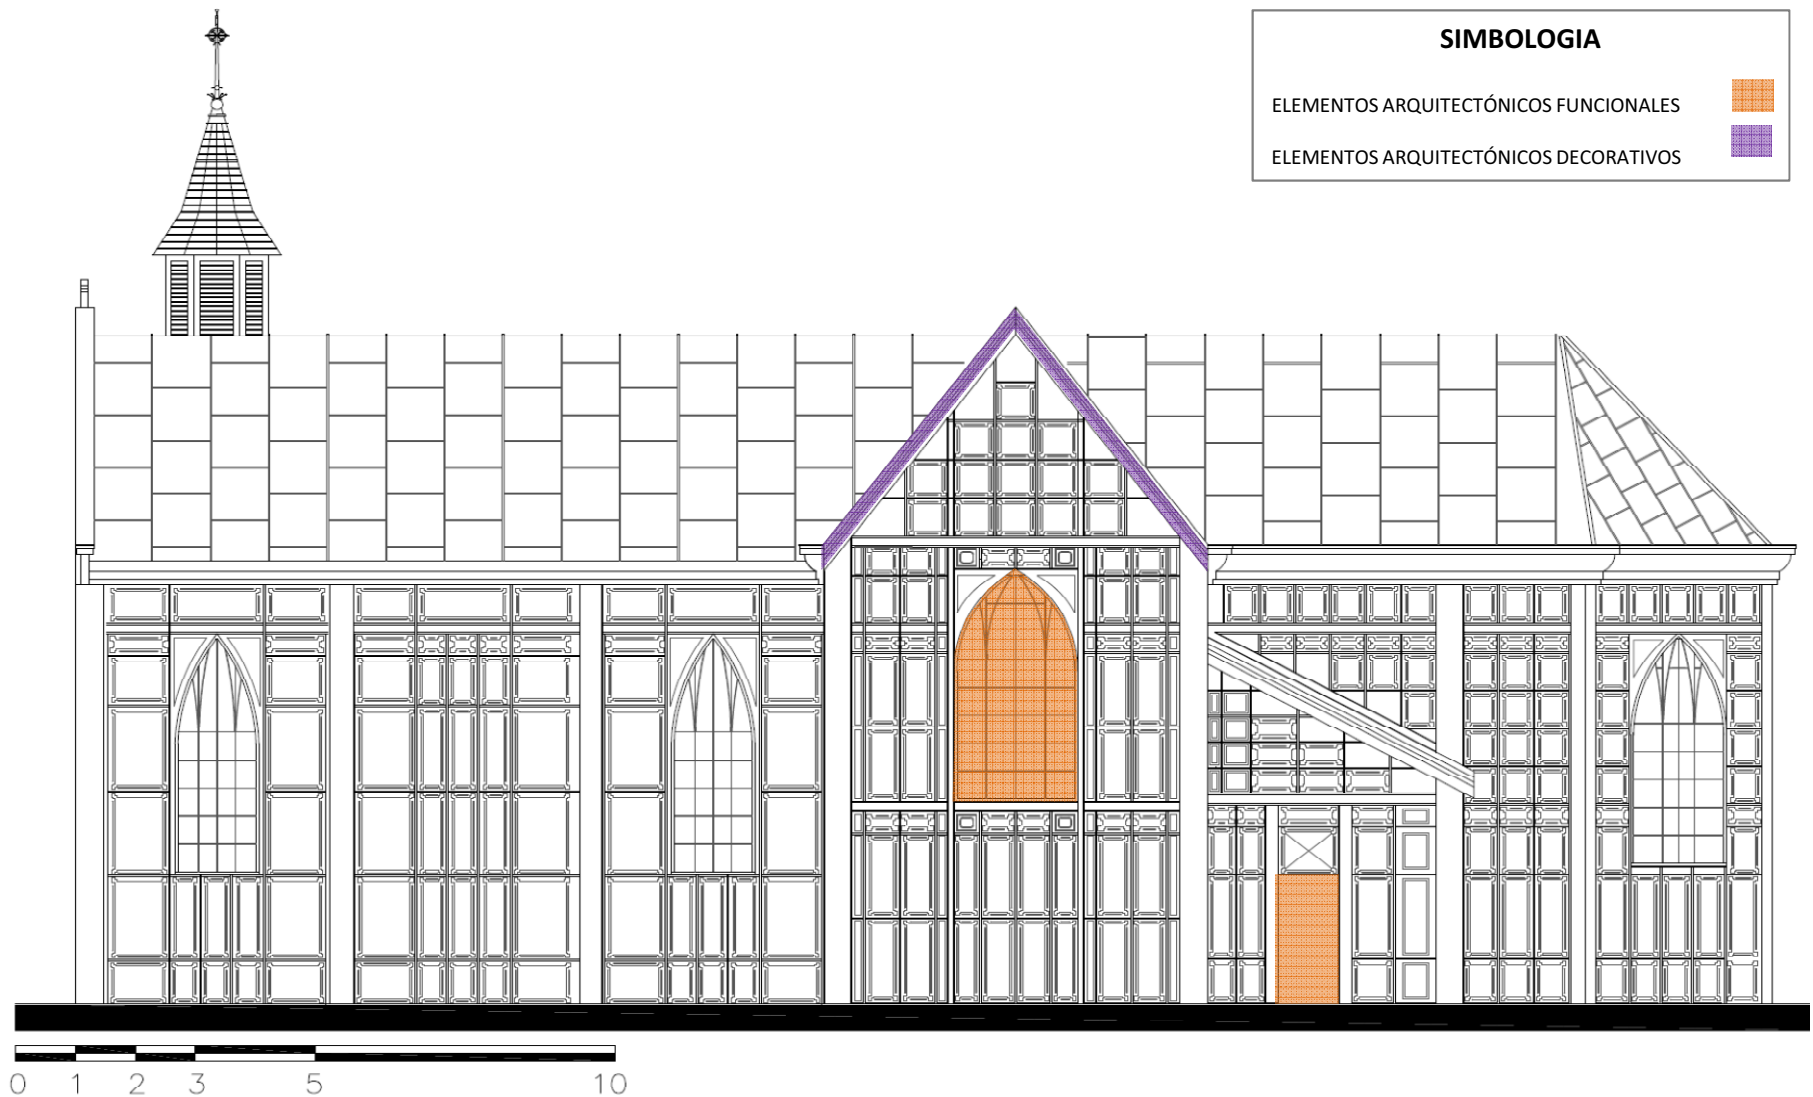 SIMBOLOGIA
ELEMENTOS ARQUITECTÓNICOS FUNCIONALES
ELEMENTOS ARQUITECTÓNICOS DECORATIVOS
0 1 2 3 5 10